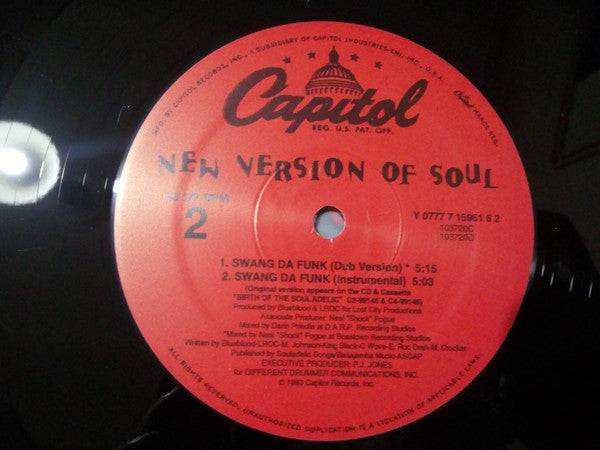 MFG. BY CAPITOL RECORDS, INC., A SUBSIDIARY OF CAPITOL INDUSTRIES-EMI, INC., U.S.A.
Capitol MARCA REG.
Capitol
REG. U.S. PAT. OFF.
NEW VERSION OF SOUL
33 1/3 RPM
2
Y 0777 7 15961 6 2
103720C
103720D
1. SWANG DA FUNK (Dub Version) * 5:15
2. SWANG DA FUNK (Instrumental) 5:03
(Original version appears on the CD & Cassette
"BIRTH OF THE SOULADELIC" C2-99146 & C4-99146)
Produced by Blueblood & LROC for Lost City Productions
Associate Producer: Neal "Shock" Pogue
Mixed by Darin Prindle at D.A.R.P. Recording Studios
*Mixed by Neal "Shock" Pogue at Bosstown Recording Studios
Written by Blueblood-LROC-M. Johnson-King Black-C Wave-E. Roc Dash-M. Crocker
Published by Souladelic Songs/Basajamba Music-ASCAP
EXECUTIVE PRODUCER: P.J. JONES
for DIFFERENT DRUMMER COMMUNICATIONS, INC.
© 1993 Capitol Records, Inc
ALL RIGHTS RESERVED. UNAUTHORIZED DUPLICATION IS A VIOLATION OF APPLICABLE LAWS.